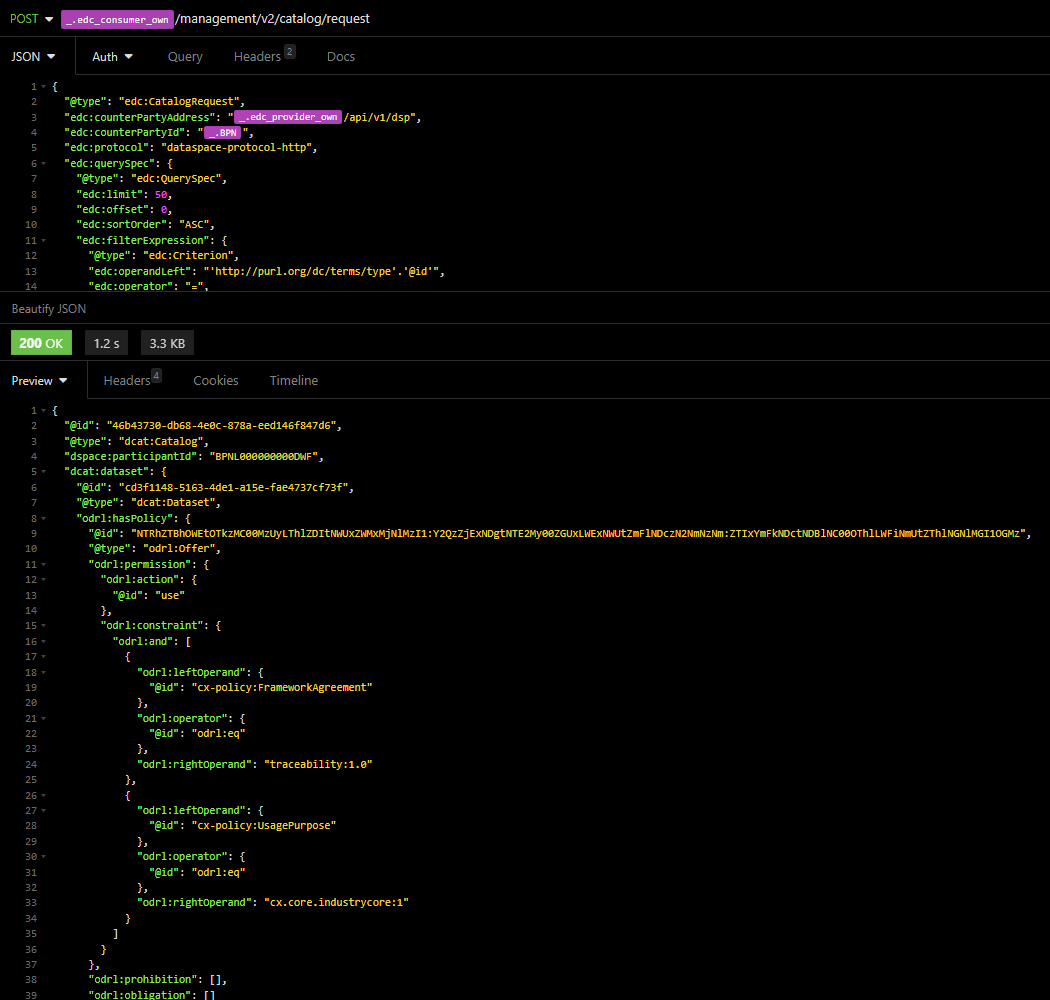 POST _.edc_consumer_own /management/v2/catalog/request
JSON Auth Query Headers 2 Docs
1 {
2 "@type": "edc:CatalogRequest",
3 "edc:counterPartyAddress": " _.edc_provider_own /api/v1/dsp",
4 "edc:counterPartyId": " _.BPN ",
5 "edc:protocol": "dataspace-protocol-http",
6 "edc:querySpec": {
7 "@type": "edc:QuerySpec",
8 "edc:limit": 50,
9 "edc:offset": 0,
10 "edc:sortOrder": "ASC",
11 "edc:filterExpression": {
12 "@type": "edc:Criterion",
13 "edc:operandLeft": "'http://purl.org/dc/terms/type'.'@id'",
14 "edc:operator": "=",
Beautify JSON
200 OK 1.2 s 3.3 KB
Preview Headers 4 Cookies Timeline
1 {
2 "@id": "46b43730-db68-4e0c-878a-eed146f847d6",
3 "@type": "dcat:Catalog",
4 "dspace:participantId": "BPNL000000000DWF",
5 "dcat:dataset": {
6 "@id": "cd3f1148-5163-4de1-a15e-fae4737cf73f",
7 "@type": "dcat:Dataset",
8 "odrl:hasPolicy": {
9 "@id": "NTRhZTBhOWEtOTkzMC00MzUyLThlZDItNWUxZWMxMjNlMzI1:Y2QzZjExNDgtNTE2My00ZGUxLWExNWUtZmFlNDczN2NmNzNm:ZTIxYmFkNDctNDBlNC00OThlLWFiNmUtZThlNGNlMGI1OGMz",
10 "@type": "odrl:Offer",
11 "odrl:permission": {
12 "odrl:action": {
13 "@id": "use"
14 },
15 "odrl:constraint": {
16 "odrl:and": [
17 {
18 "odrl:leftOperand": {
19 "@id": "cx-policy:FrameworkAgreement"
20 },
21 "odrl:operator": {
22 "@id": "odrl:eq"
23 },
24 "odrl:rightOperand": "traceability:1.0"
25 },
26 {
27 "odrl:leftOperand": {
28 "@id": "cx-policy:UsagePurpose"
29 },
30 "odrl:operator": {
31 "@id": "odrl:eq"
32 },
33 "odrl:rightOperand": "cx.core.industrycore:1"
34 }
35 ]
36 }
37 },
38 "odrl:prohibition": [],
39 "odrl:obligation": []